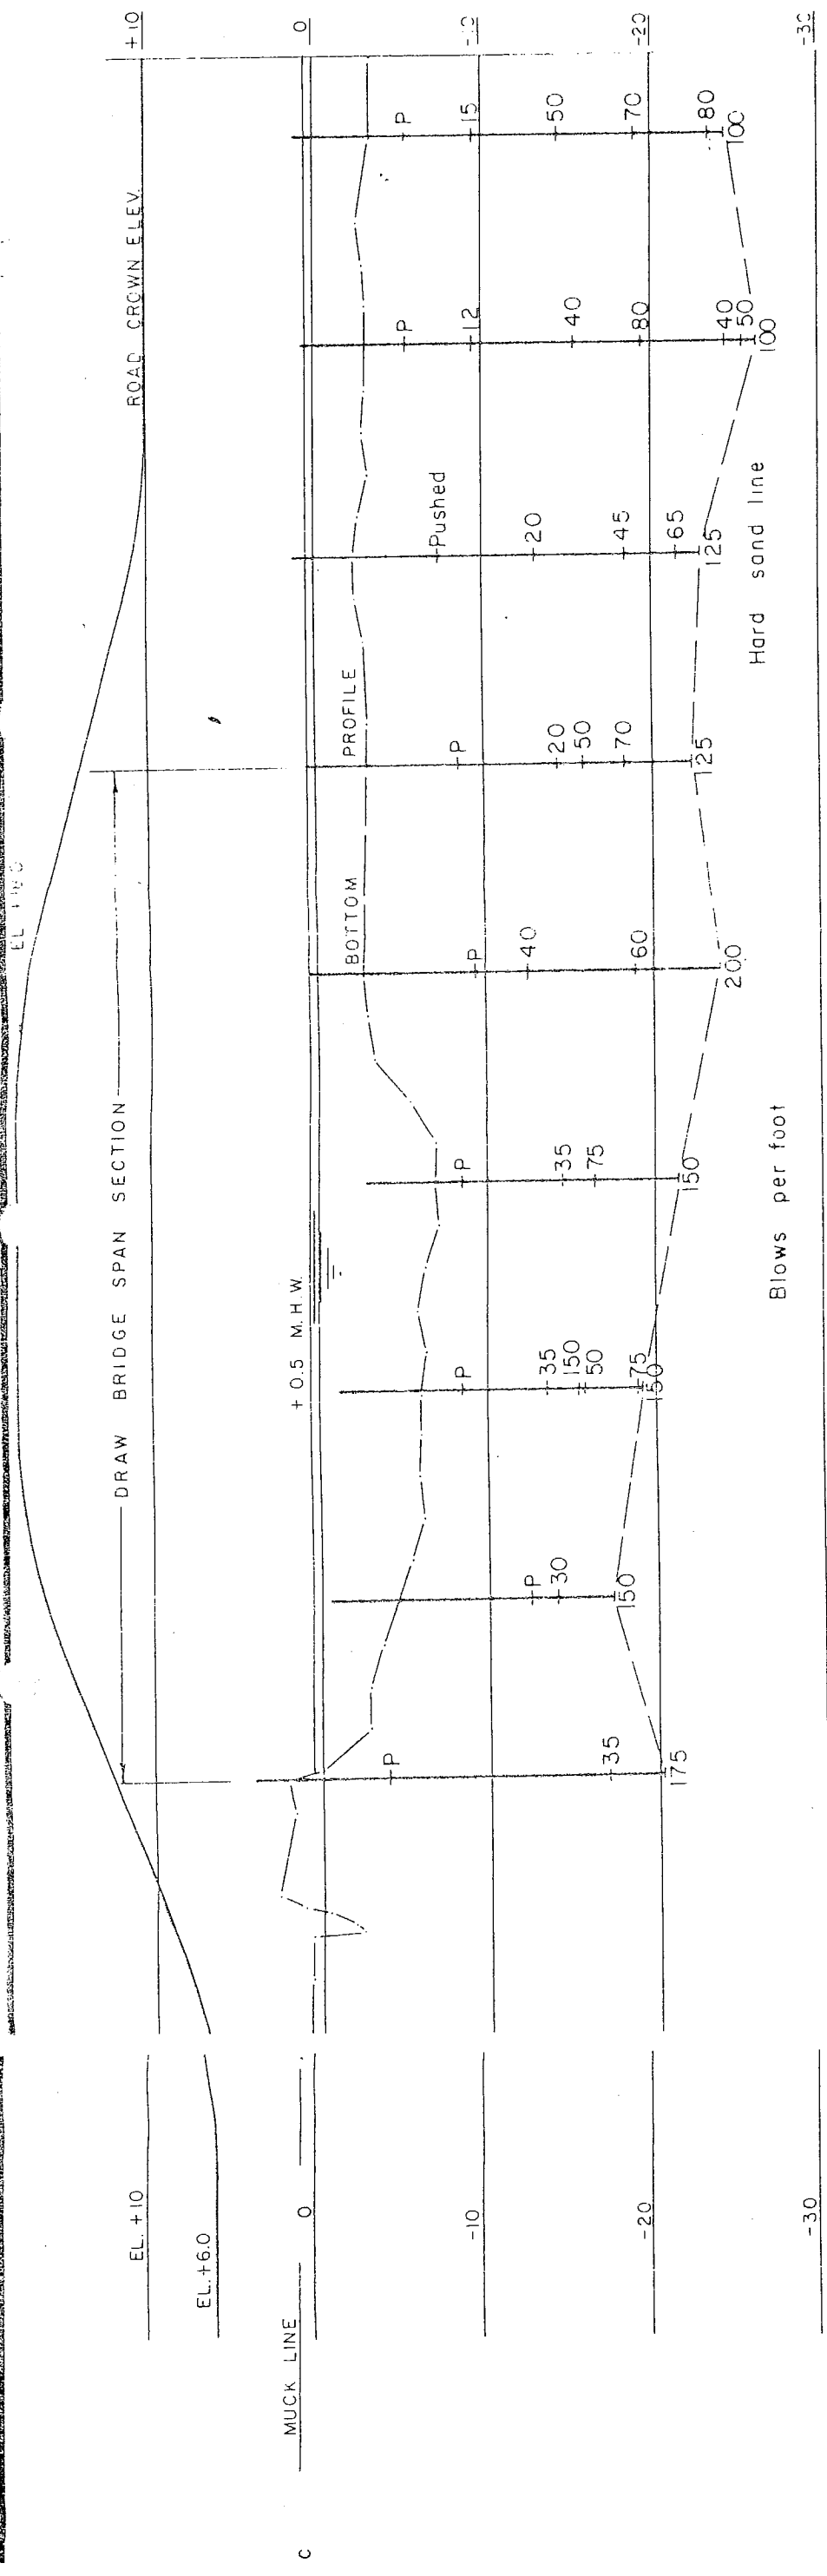 DRAW BRIDGE SPAN SECTION
ROAD CROWN ELEV.
EL. +10
+10
EL. +6.0
+ 0.5 M.H.W.
MUCK LINE
C
0
0
BOTTOM PROFILE
-10
-20
-20
-30
-30
P
35
175
P
30
150
P
35
150
50
75
150
P
35
75
150
P
40
60
200
P
20
50
70
125
Pushed
20
45
65
125
P
12
40
80
40
50
100
P
15
50
70
80
100
Blows per foot
Hard sand line